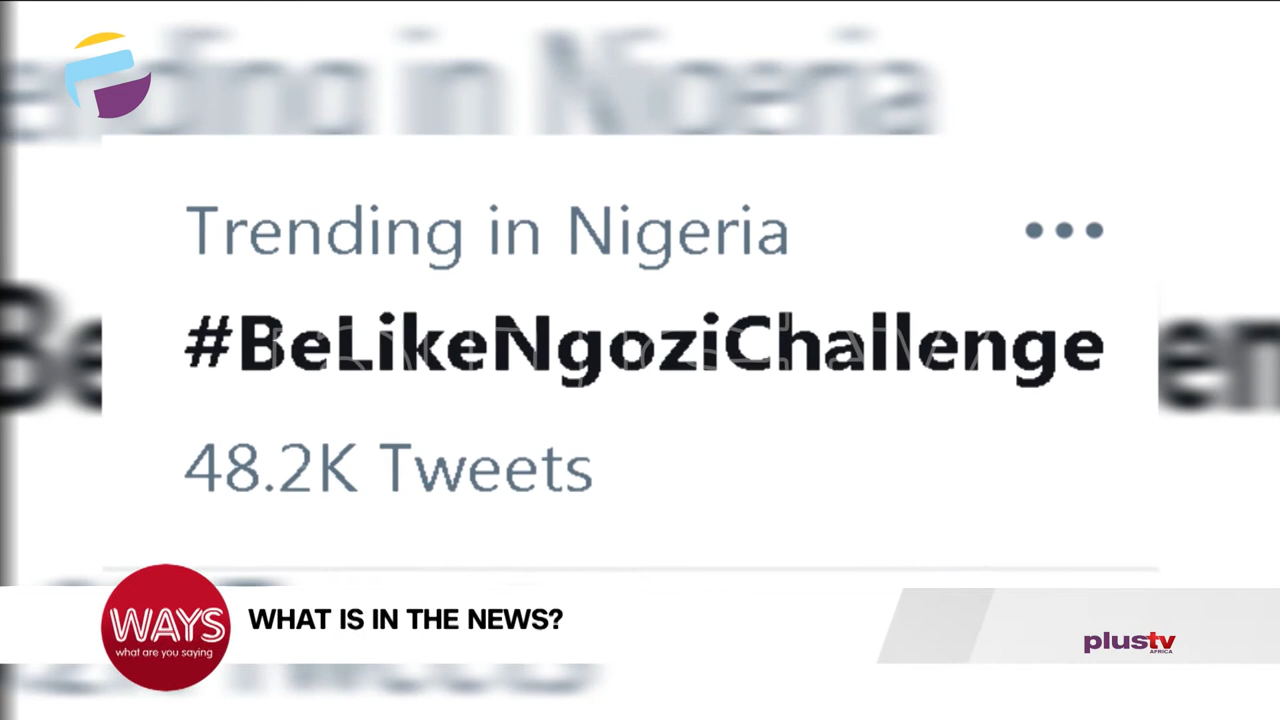 Trending in Nigeria
#BeLikeNgoziChallenge
48.2K Tweets
WAYS
what are you saying
WHAT IS IN THE NEWS?
plustv
AFRICA